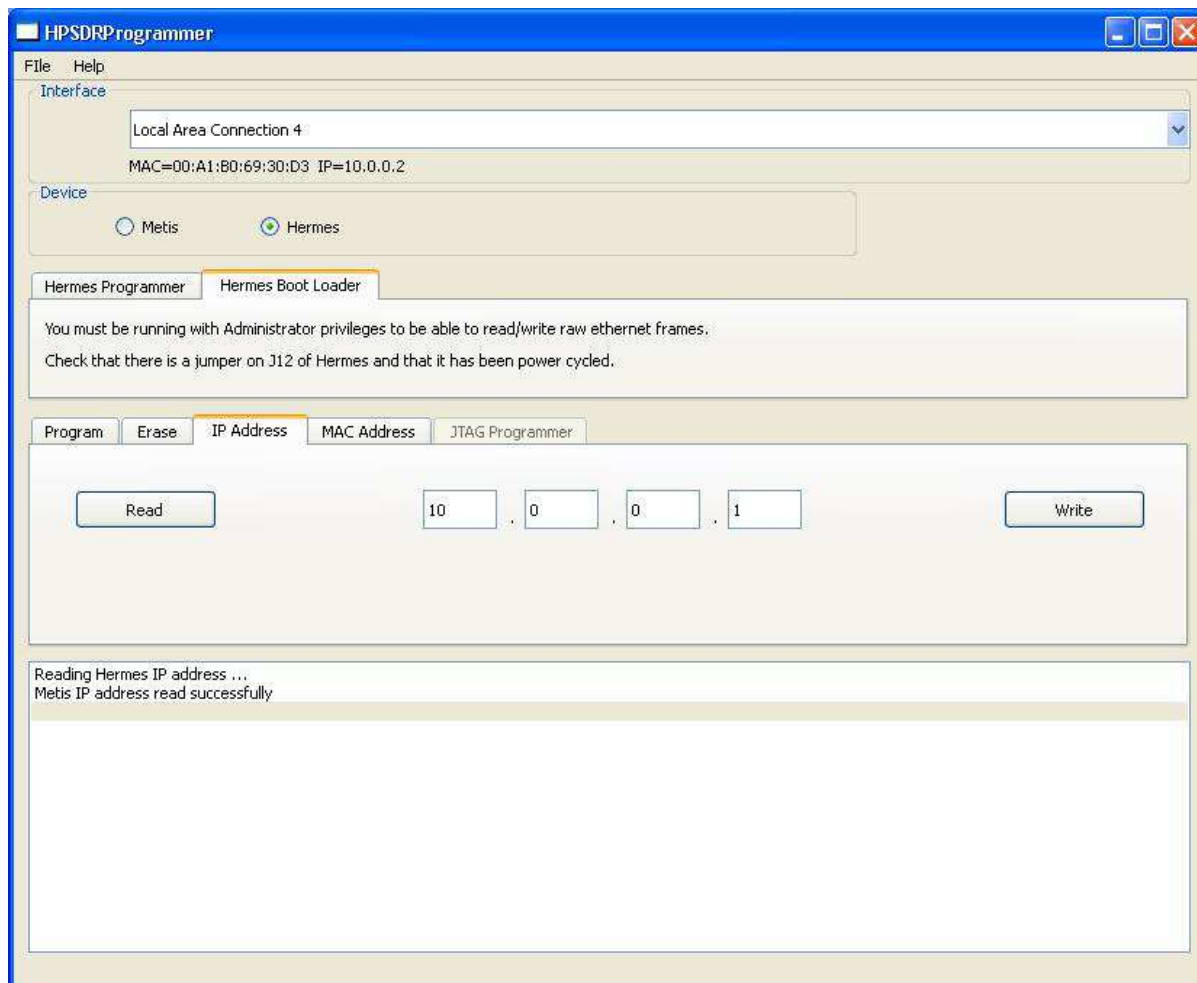 HPSDRProgrammer
FIle Help
Interface
Local Area Connection 4
MAC=00:A1:B0:69:30:D3 IP=10.0.0.2
Device
Metis Hermes
Hermes Programmer Hermes Boot Loader
You must be running with Administrator privileges to be able to read/write raw ethernet frames.
Check that there is a jumper on J12 of Hermes and that it has been power cycled.
Program Erase IP Address MAC Address JTAG Programmer
Read 10 . 0 . 0 . 1 Write
Reading Hermes IP address ...
Metis IP address read successfully